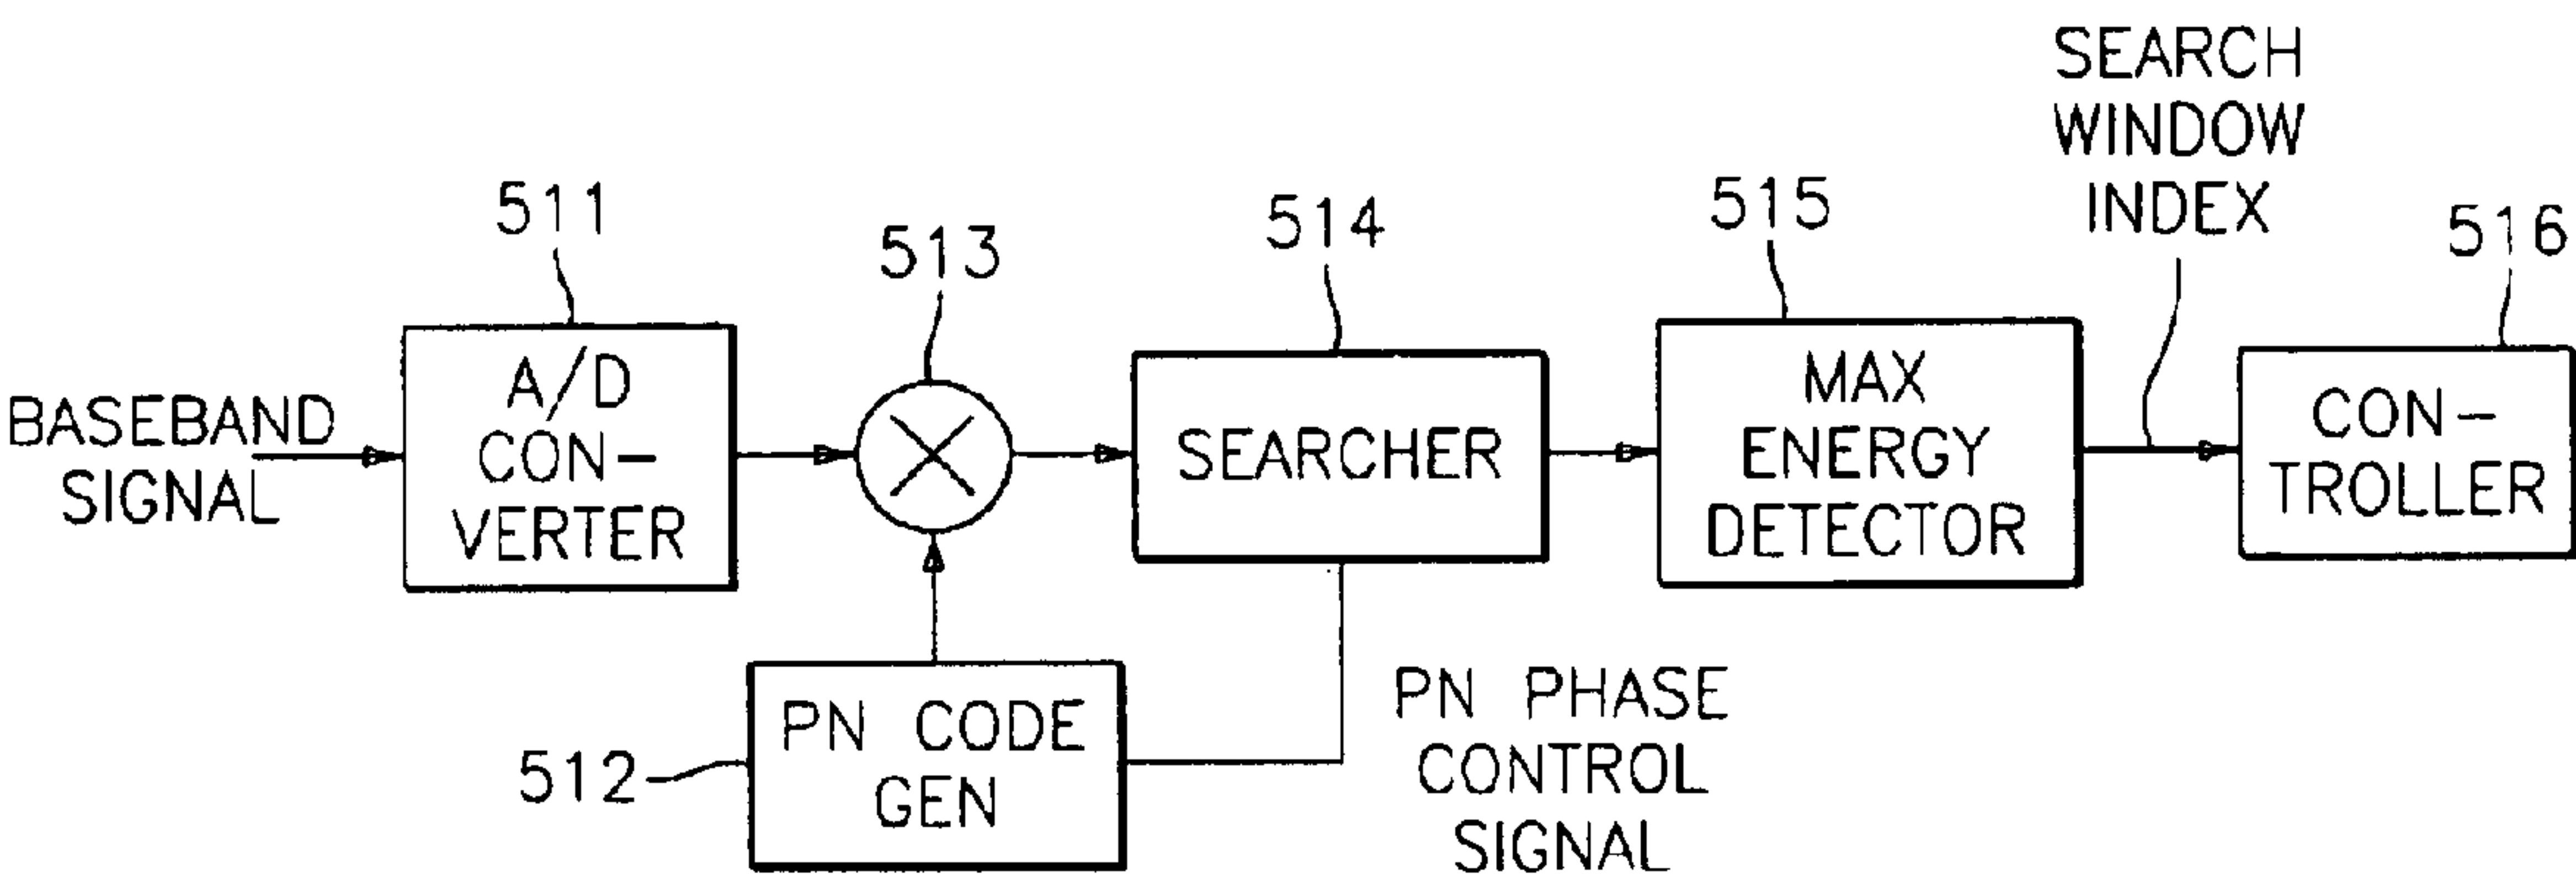 SEARCH
WINDOW
INDEX
511
513
514
515
516
BASEBAND
SIGNAL
A/D
CON-
VERTER
SEARCHER
MAX
ENERGY
DETECTOR
CON-
TROLLER
512
PN CODE
GEN
PN PHASE
CONTROL
SIGNAL